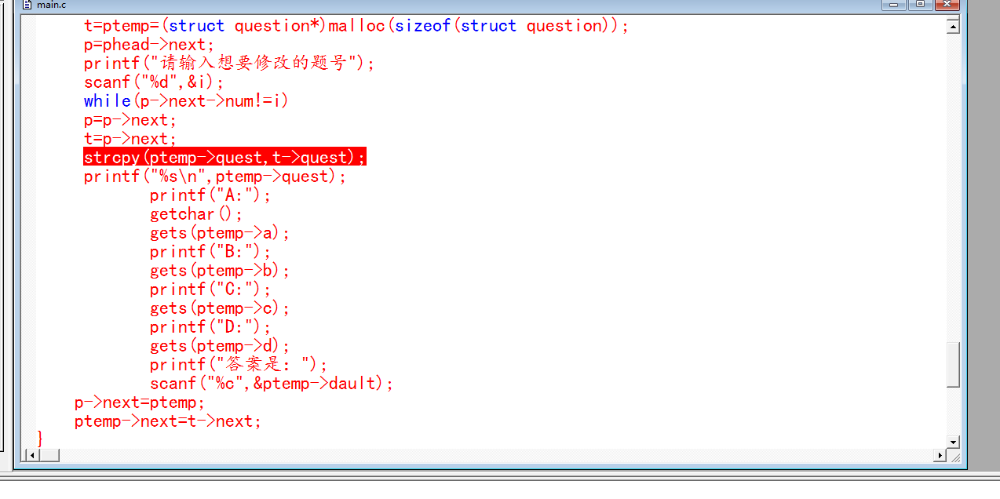 main.c
t=ptemp=(struct question*)malloc(sizeof(struct question));
p=phead->next;
printf("请输入想要修改的题号");
scanf("%d",&i);
while(p->next->num!=i)
p=p->next;
t=p->next;
strcpy(ptemp->quest,t->quest);
printf("%s\n",ptemp->quest);
printf("A:");
getchar();
gets(ptemp->a);
printf("B:");
gets(ptemp->b);
printf("C:");
gets(ptemp->c);
printf("D:");
gets(ptemp->d);
printf("答案是：");
scanf("%c",&ptemp->dault);
p->next=ptemp;
ptemp->next=t->next;
}